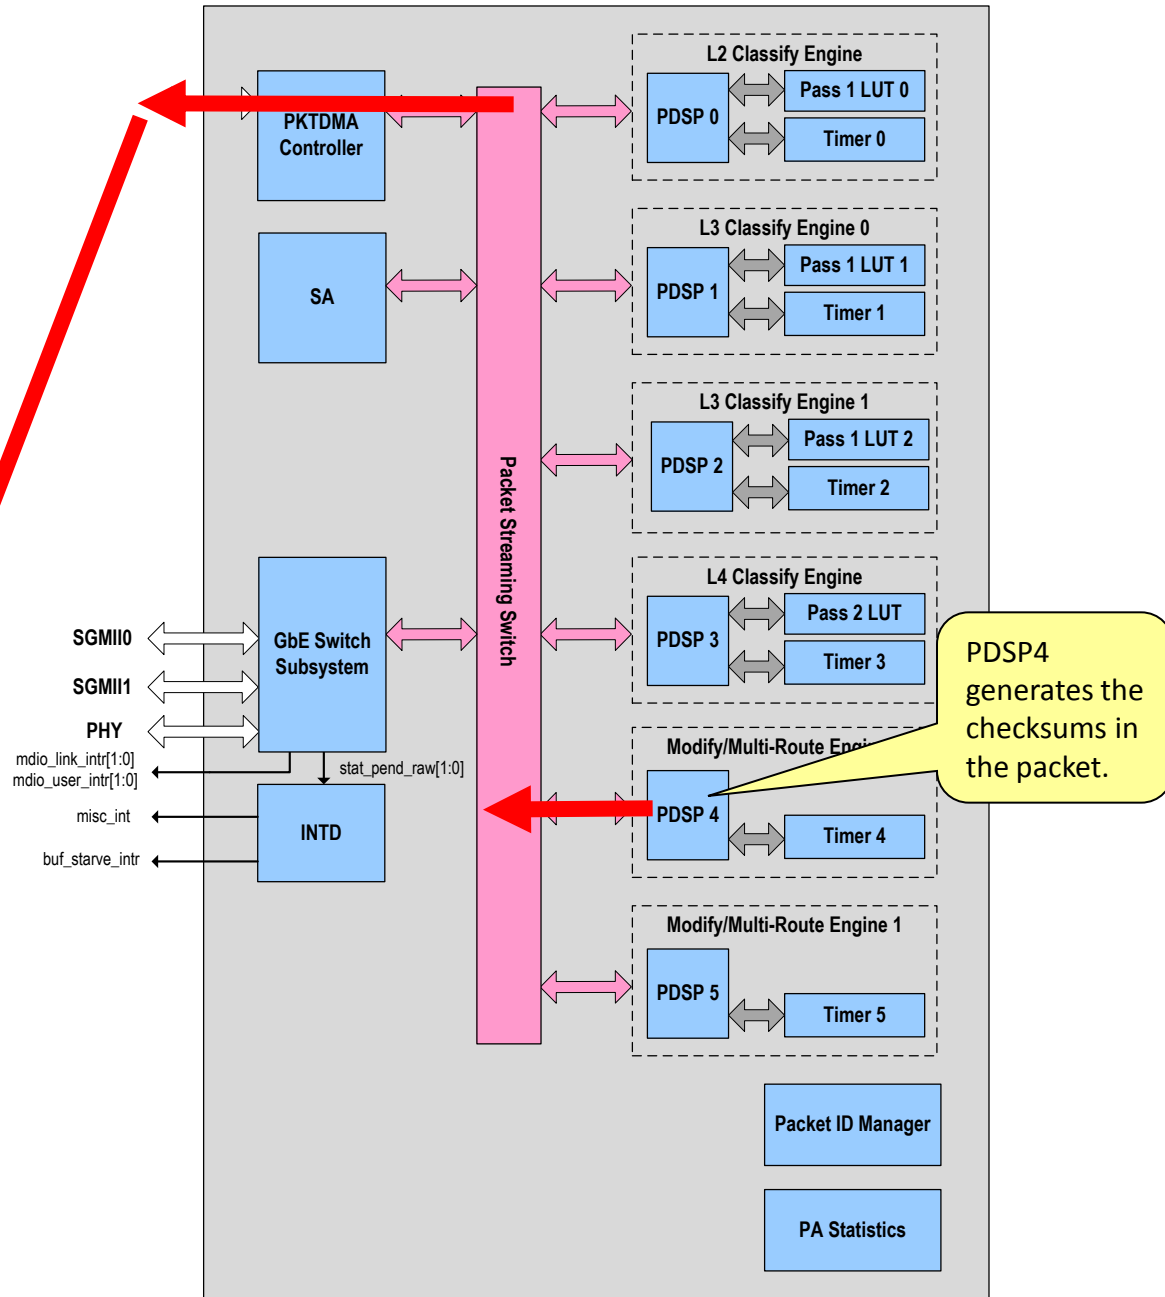 L2 Classify Engine
PDSP 0
Pass 1 LUT 0
Timer 0
PKTDMA
Controller
L3 Classify Engine 0
PDSP 1
Pass 1 LUT 1
Timer 1
SA
L3 Classify Engine 1
PDSP 2
Pass 1 LUT 2
Timer 2
Packet Streaming Switch
L4 Classify Engine
PDSP 3
Pass 2 LUT
Timer 3
SGMII0
SGMII1
PHY
GbE Switch
Subsystem
mdio_link_intr[1:0]
mdio_user_intr[1:0]
stat_pend_raw[1:0]
misc_int
buf_starve_intr
INTD
PDSP4
generates the
checksums in
the packet.
Modify/Multi-Route Engin
PDSP 4
Timer 4
Modify/Multi-Route Engine 1
PDSP 5
Timer 5
Packet ID Manager
PA Statistics